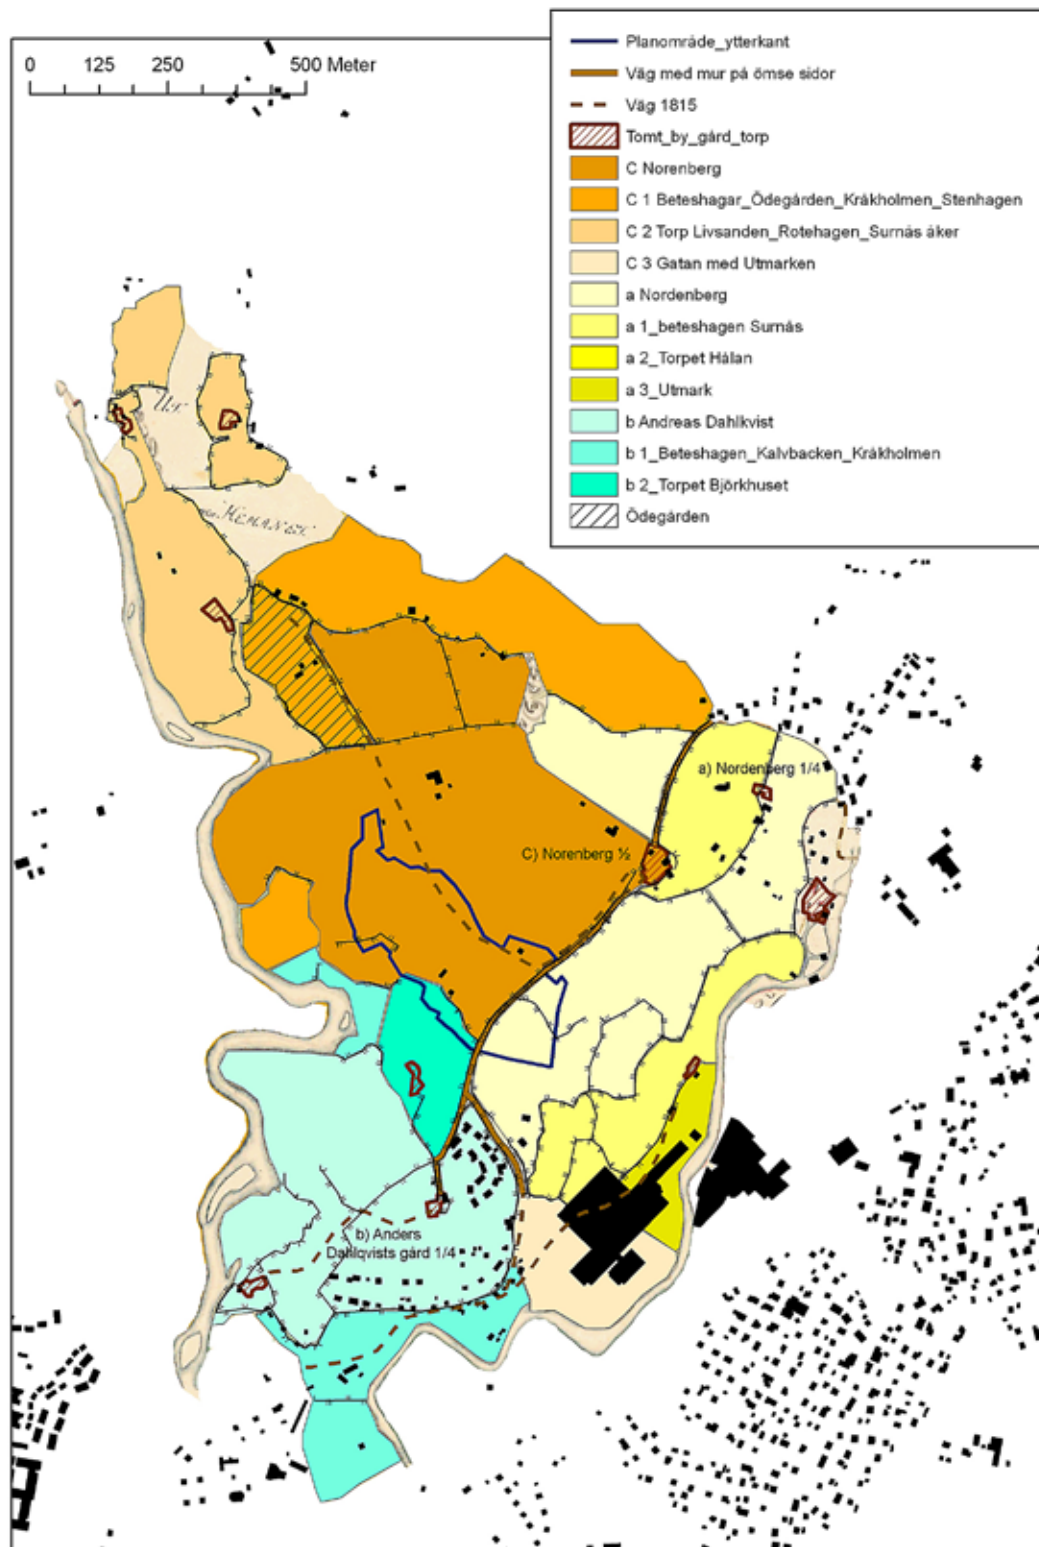 0 125 250 500 Meter
Planområde_ytterkant
Väg med mur på ömse sidor
Väg 1815
Tomt_by_gård_torp
C Norenberg
C 1 Beteshagar_Ödegården_Kråkholmen_Stenhagen
C 2 Torp Livsanden_Rotehagen_Surnäs åker
C 3 Gatan med Utmarken
a Nordenberg
a 1_beteshagen Surnäs
a 2_Torpet Hålan
a 3_Utmark
b Andreas Dahlkvist
b 1_Beteshagen_Kalvbacken_Kråkholmen
b 2_Torpet Björkhuset
Ödegården
a) Nordenberg 1/4
C) Norenberg ½
b) Anders
Dahlqvists gård 1/4